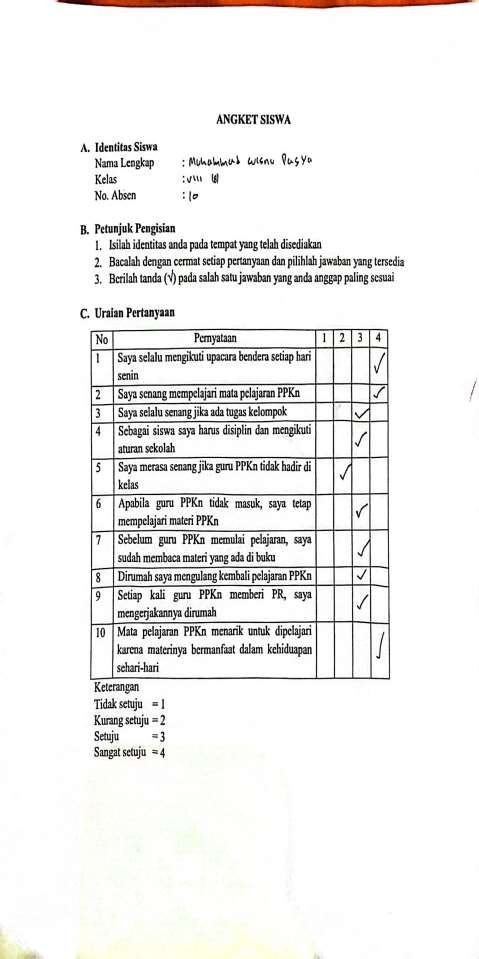 ANGKET SISWA
A. Identitas Siswa
Nama Lengkap : Muhammad Wisnu Pasya
Kelas : VIII
No. Absen : 10
B. Petunjuk Pengisian
1. Isilah identitas anda pada tempat yang telah disediakan
2. Bacalah dengan cermat setiap pertanyaan dan pilihlah jawaban yang tersedia
3. Berilah tanda (√) pada salah satu jawaban yang anda anggap paling sesuai
C. Uraian Pertanyaan
No Pernyataan 1 2 3 4
1 Saya selalu mengikuti upacara bendera setiap hari
senin ✓
2 Saya senang mempelajari mata pelajaran PPKn ✓
3 Saya selalu senang jika ada tugas kelompok ✓
4 Sebagai siswa saya harus disiplin dan mengikuti
aturan sekolah ✓
5 Saya merasa senang jika guru PPKn tidak hadir di
kelas ✓
6 Apabila guru PPKn tidak masuk, saya tetap
mempelajari materi PPKn ✓
7 Sebelum guru PPKn memulai pelajaran, saya
sudah membaca materi yang ada di buku ✓
8 Dirumah saya mengulang kembali pelajaran PPKn ✓
9 Setiap kali guru PPKn memberi PR, saya
mengerjakannya dirumah ✓
10 Mata pelajaran PPKn menarik untuk dipelajari
karena materinya bermanfaat dalam kehiduapan
sehari-hari ✓
Keterangan
Tidak setuju = 1
Kurang setuju = 2
Setuju = 3
Sangat setuju = 4